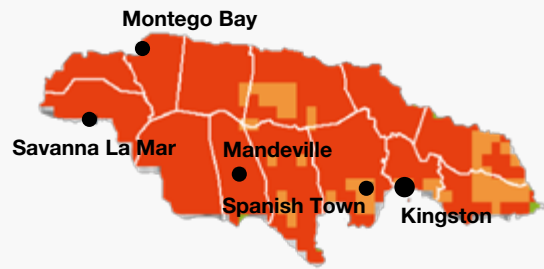 Montego Bay
Savanna La Mar
Mandeville
Spanish Town
Kingston